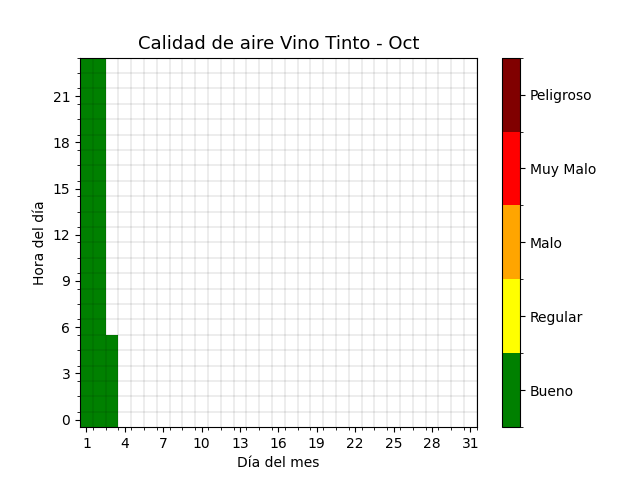 Calidad de aire Vino Tinto - Oct
Hora del día
21
18
15
12
9
6
3
0
1 4 7 10 13 16 19 22 25 28 31
Día del mes
Peligroso
Muy Malo
Malo
Regular
Bueno